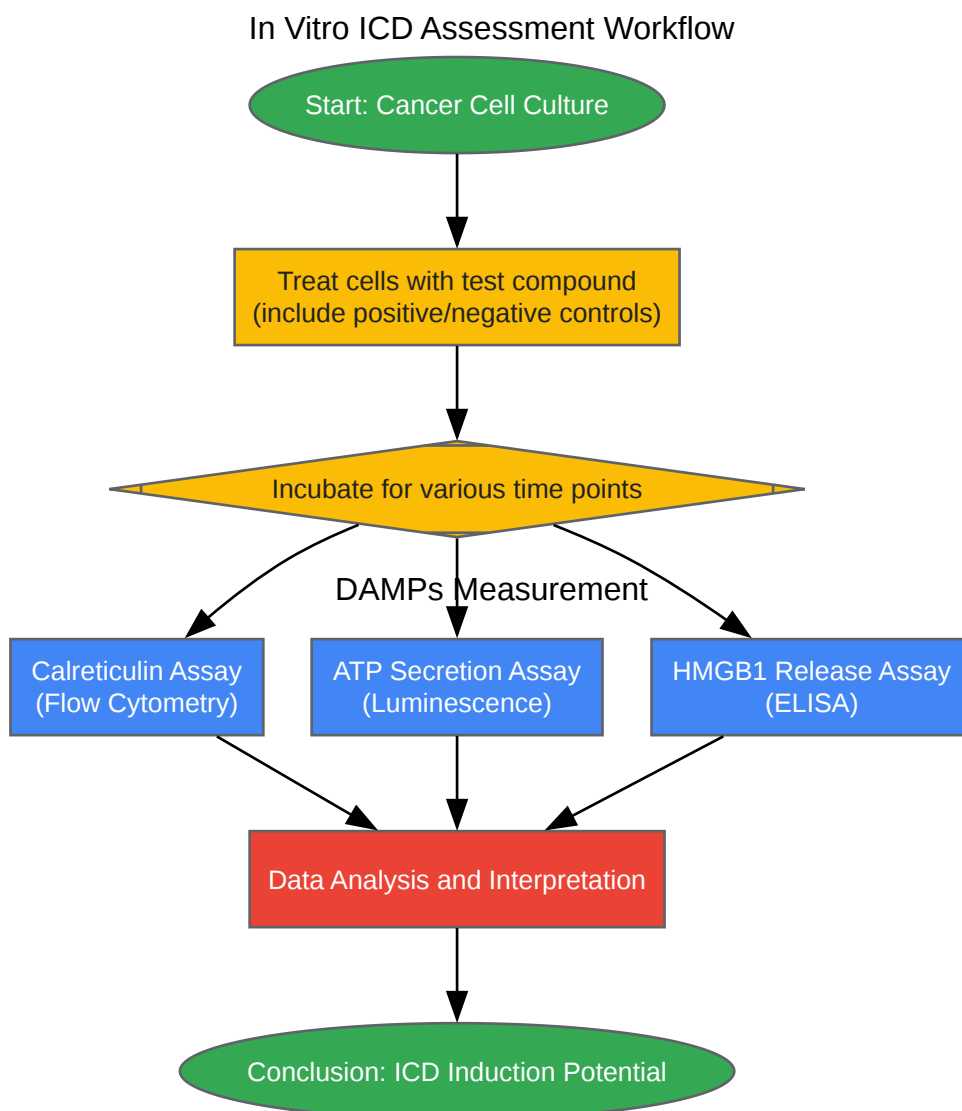 In Vitro ICD Assessment Workflow
Start: Cancer Cell Culture
Treat cells with test compound
(include positive/negative controls)
Incubate for various time points
DAMPs Measurement
Calreticulin Assay
(Flow Cytometry)
ATP Secretion Assay
(Luminescence)
HMGB1 Release Assay
(ELISA)
Data Analysis and Interpretation
Conclusion: ICD Induction Potential